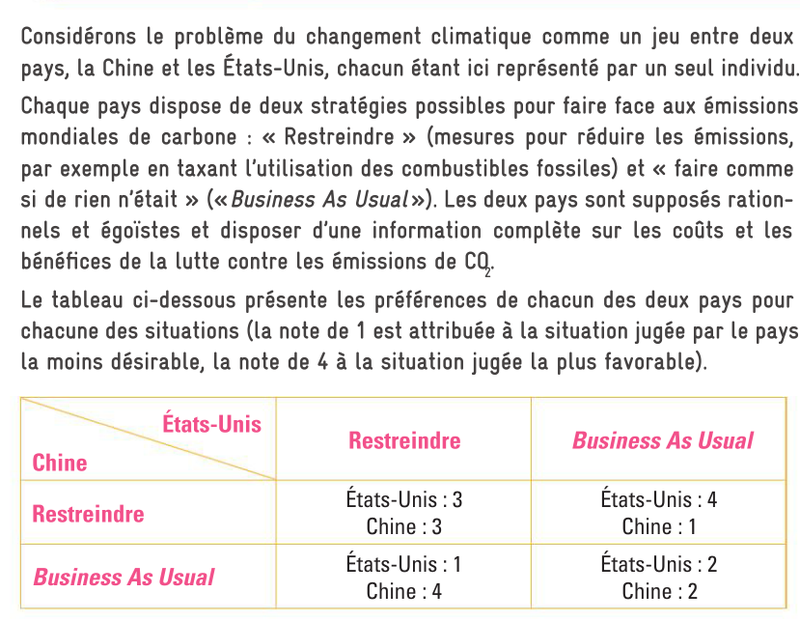 Considérons le problème du changement climatique comme un jeu entre deux
pays, la Chine et les États-Unis, chacun étant ici représenté par un seul individu.
Chaque pays dispose de deux stratégies possibles pour faire face aux émissions
mondiales de carbone : « Restreindre » (mesures pour réduire les émissions,
par exemple en taxant l'utilisation des combustibles fossiles) et « faire comme
si de rien n'était » (« Business As Usual »). Les deux pays sont supposés ration-
nels et égoïstes et disposer d'une information complète sur les coûts et les
bénéfices de la lutte contre les émissions de CO2.
Le tableau ci-dessous présente les préférences de chacun des deux pays pour
chacune des situations (la note de 1 est attribuée à la situation jugée par le pays
la moins désirable, la note de 4 à la situation jugée la plus favorable).
États-Unis
Chine
Restreindre
Business As Usual
Restreindre
États-Unis : 3
Chine : 3
États-Unis : 4
Chine : 1
Business As Usual
États-Unis : 1
Chine : 4
États-Unis : 2
Chine : 2